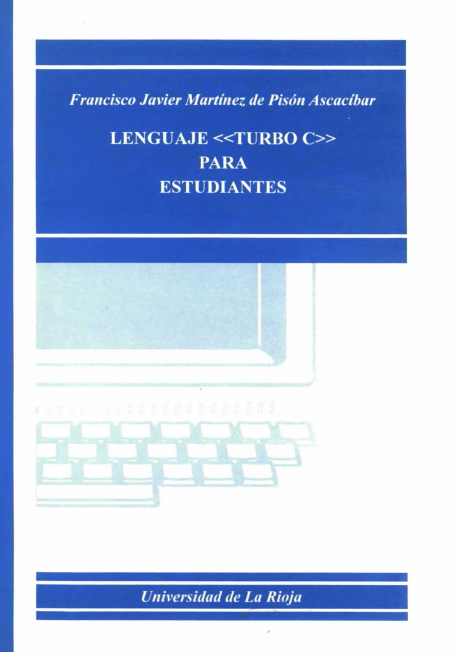 Francisco Javier Martínez de Pisón Ascacíbar
LENGUAJE <<TURBO C>>
PARA
ESTUDIANTES
Universidad de La Rioja